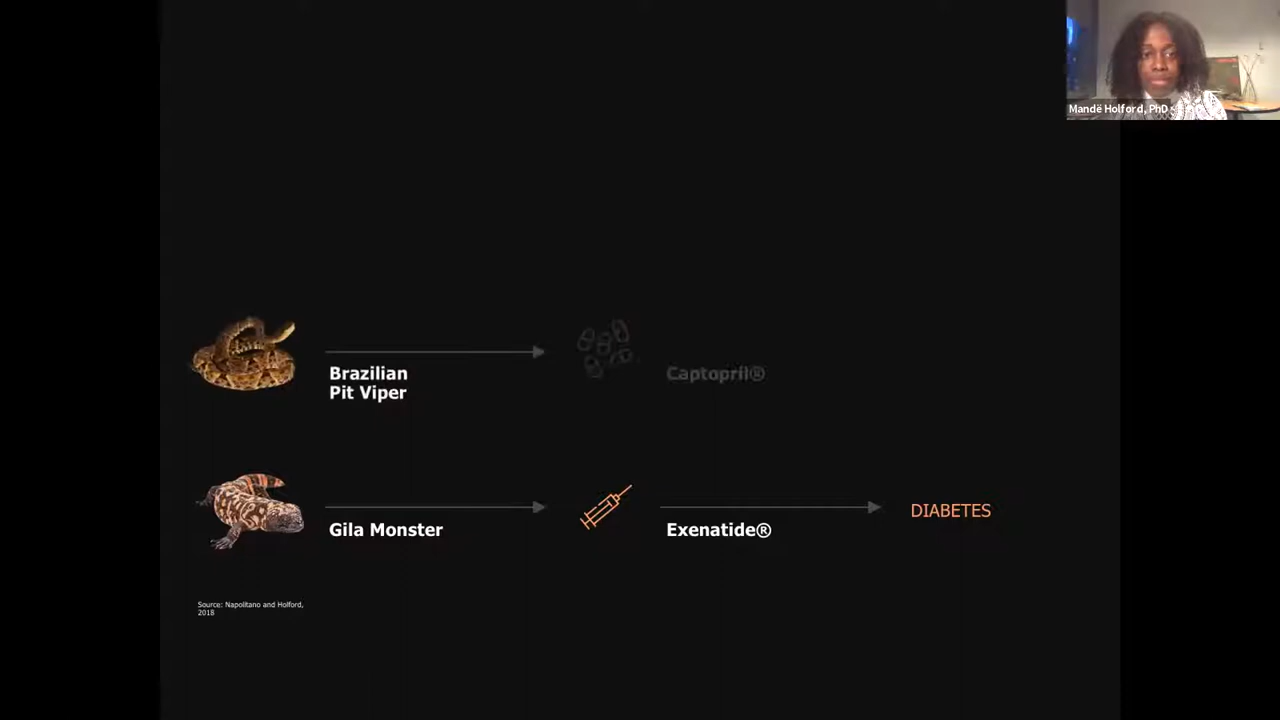 Mandë Holford, PhD
Brazilian
Pit Viper
Captopril®
Gila Monster
Exenatide®
DIABETES
Source: Napolitano and Holford,
2018